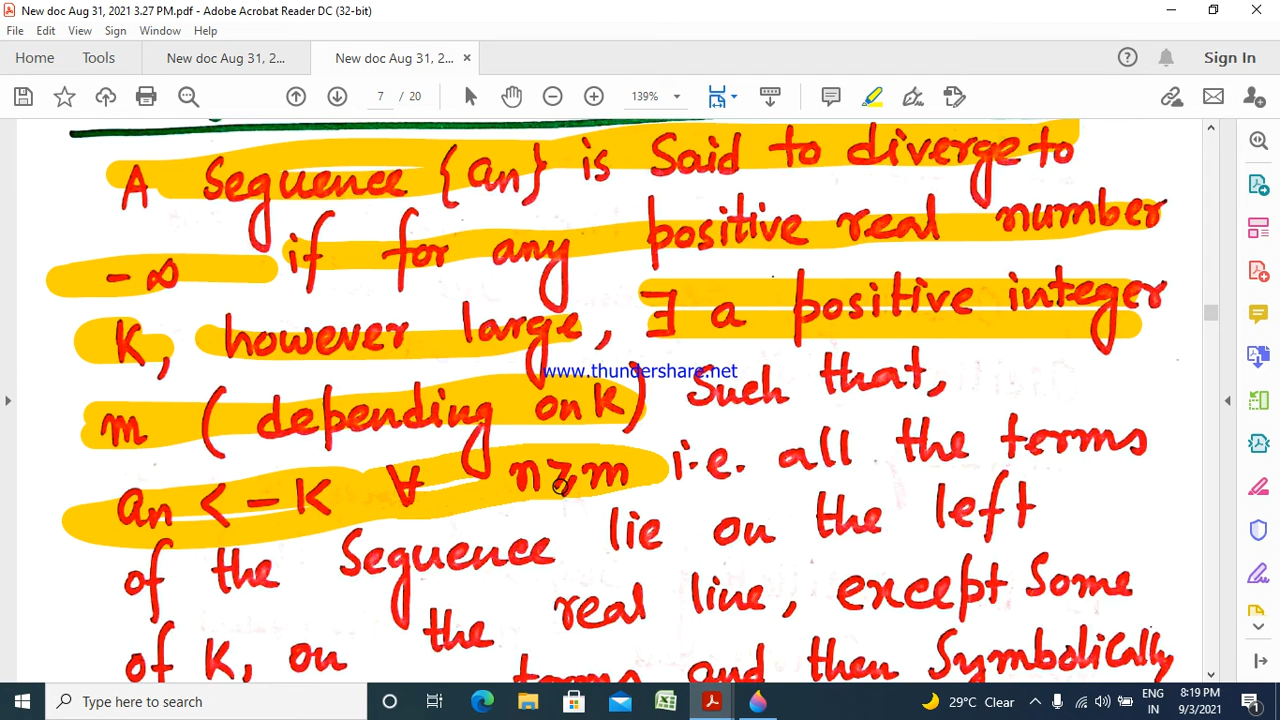 New doc Aug 31, 2021 3.27 PM.pdf - Adobe Acrobat Reader DC (32-bit)
File Edit View Sign Window Help
Home Tools New doc Aug 31, 2... New doc Aug 31, 2... × Sign In
7 / 20 139%
A Sequence {an} is Said to diverge to
-∞ if for any positive real number
K, however large, ∃ a positive integer
www.thundershare.net
m (depending on K) Such that,
an < -K ∀ n≥m i.e. all the terms
of the Sequence lie on the left
of K, on the real line, except Some
terms and then Symbolically
Type here to search
29°C Clear
ENG
IN
8:19 PM
9/3/2021
1